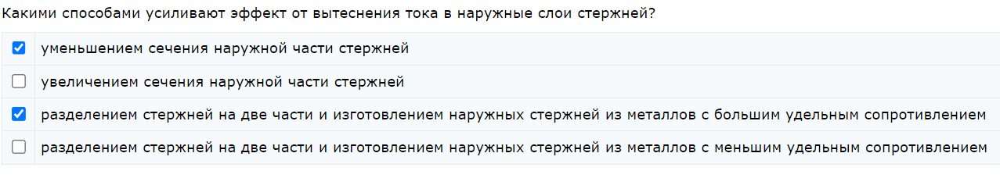 Какими способами усиливают эффект от вытеснения тока в наружные слои стержней?
уменьшением сечения наружной части стержней
увеличением сечения наружной части стержней
разделением стержней на две части и изготовлением наружных стержней из металлов с большим удельным сопротивлением
разделением стержней на две части и изготовлением наружных стержней из металлов с меньшим удельным сопротивлением